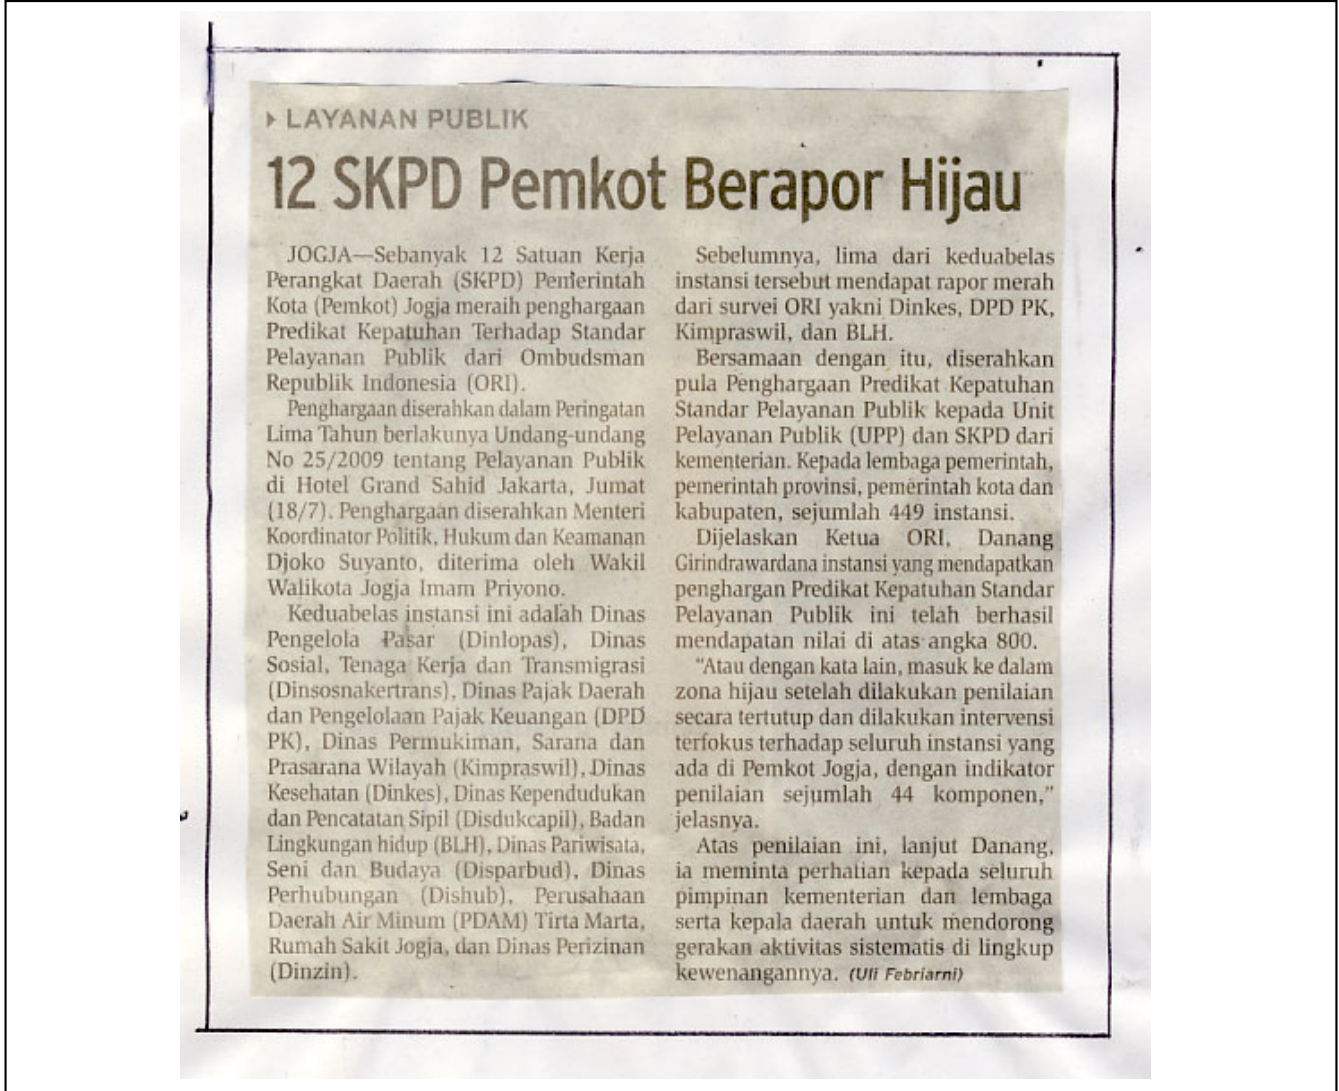 LAYANAN PUBLIK
12 SKPD Pemkot Berapor Hijau
JOGJA—Sebanyak 12 Satuan Kerja
Perangkat Daerah (SKPD) Pemerintah
Kota (Pemkot) Jogja meraih penghargaan
Predikat Kepatuhan Terhadap Standar
Pelayanan Publik dari Ombudsman
Republik Indonesia (ORI).
Penghargaan diserahkan dalam Peringatan
Lima Tahun berlakunya Undang-undang
No 25/2009 tentang Pelayanan Publik
di Hotel Grand Sahid Jakarta, Jumat
(18/7). Penghargaan diserahkan Menteri
Koordinator Politik, Hukum dan Keamanan
Djoko Suyanto, diterima oleh Wakil
Walikota Jogja Imam Priyono.
Keduabelas instansi ini adalah Dinas
Pengelola Pasar (Dinlopas), Dinas
Sosial, Tenaga Kerja dan Transmigrasi
(Dinsosnakertrans), Dinas Pajak Daerah
dan Pengelolaan Pajak Keuangan (DPD
PK), Dinas Permukiman, Sarana dan
Prasarana Wilayah (Kimpraswil), Dinas
Kesehatan (Dinkes), Dinas Kependudukan
dan Pencatatan Sipil (Disdukcapil), Badan
Lingkungan hidup (BLH), Dinas Pariwisata,
Seni dan Budaya (Disparbud), Dinas
Perhubungan (Dishub), Perusahaan
Daerah Air Minum (PDAM) Tirta Marta,
Rumah Sakit Jogja, dan Dinas Perizinan
(Dinzin).
Sebelumnya, lima dari keduabelas
instansi tersebut mendapat rapor merah
dari survei ORI yakni Dinkes, DPD PK,
Kimpraswil, dan BLH.
Bersamaan dengan itu, diserahkan
pula Penghargaan Predikat Kepatuhan
Standar Pelayanan Publik kepada Unit
Pelayanan Publik (UPP) dan SKPD dari
kementerian. Kepada lembaga pemerintah,
pemerintah provinsi, pemerintah kota dan
kabupaten, sejumlah 449 instansi.
Dijelaskan Ketua ORI, Danang
Girindrawardana instansi yang mendapatkan
penghargan Predikat Kepatuhan Standar
Pelayanan Publik ini telah berhasil
mendapatan nilai di atas angka 800.
"Atau dengan kata lain, masuk ke dalam
zona hijau setelah dilakukan penilaian
secara tertutup dan dilakukan intervensi
terfokus terhadap seluruh instansi yang
ada di Pemkot Jogja, dengan indikator
penilaian sejumlah 44 komponen,"
jelasnya.
Atas penilaian ini, lanjut Danang,
ia meminta perhatian kepada seluruh
pimpinan kementerian dan lembaga
serta kepala daerah untuk mendorong
gerakan aktivitas sistematis di lingkup
kewenangannya. (Uli Febriarni)